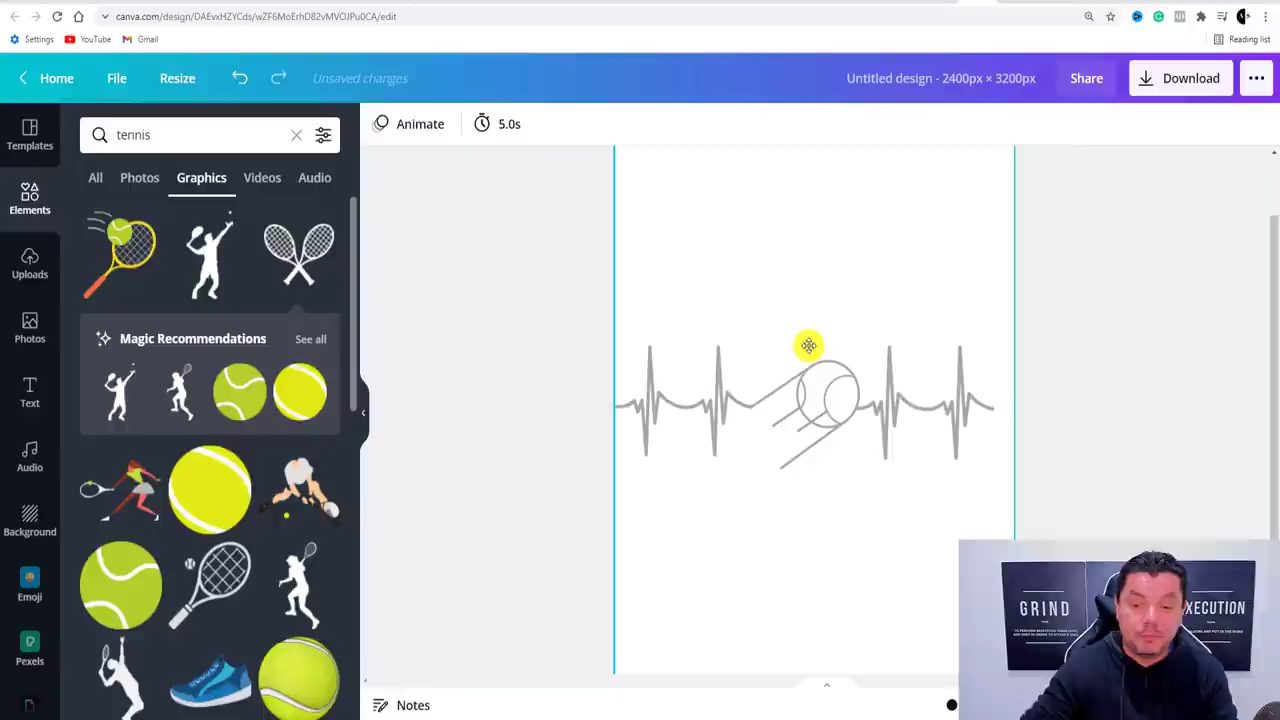 canva.com/design/DAEvxHZYCds/wZF6MoErhD82vMVOJPu0CA/edit
Settings YouTube Gmail Reading list
Home File Resize Unsaved changes Untitled design - 2400px × 3200px Share Download
Templates
Elements
Uploads
Photos
Text
Audio
Background
Emoji
Pexels
tennis
All Photos Graphics Videos Audio
Magic Recommendations See all
Animate 5.0s
Notes
GRIND
EXECUTION